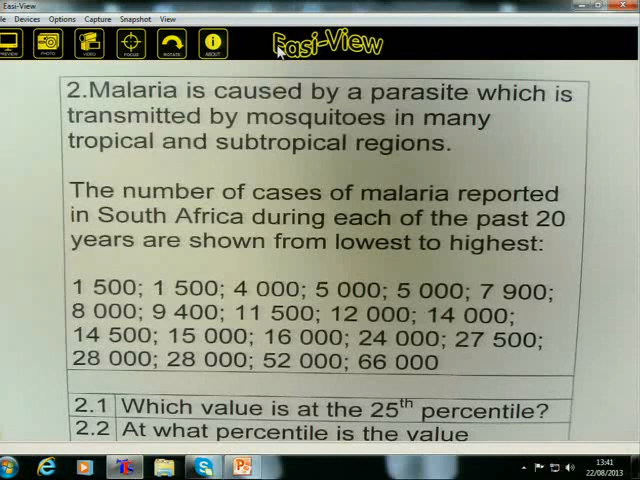 Easi-View
File Devices Options Capture Snapshot View
PREVIEW PHOTO VIDEO FOCUS ROTATE ABOUT
Easi-View
2.Malaria is caused by a parasite which is
transmitted by mosquitoes in many
tropical and subtropical regions.
The number of cases of malaria reported
in South Africa during each of the past 20
years are shown from lowest to highest:
1 500; 1 500; 4 000; 5 000; 5 000; 7 900;
8 000; 9 400; 11 500; 12 000; 14 000;
14 500; 15 000; 16 000; 24 000; 27 500;
28 000; 28 000; 52 000; 66 000
2.1 Which value is at the 25th percentile?
2.2 At what percentile is the value
13:41
22/08/2013